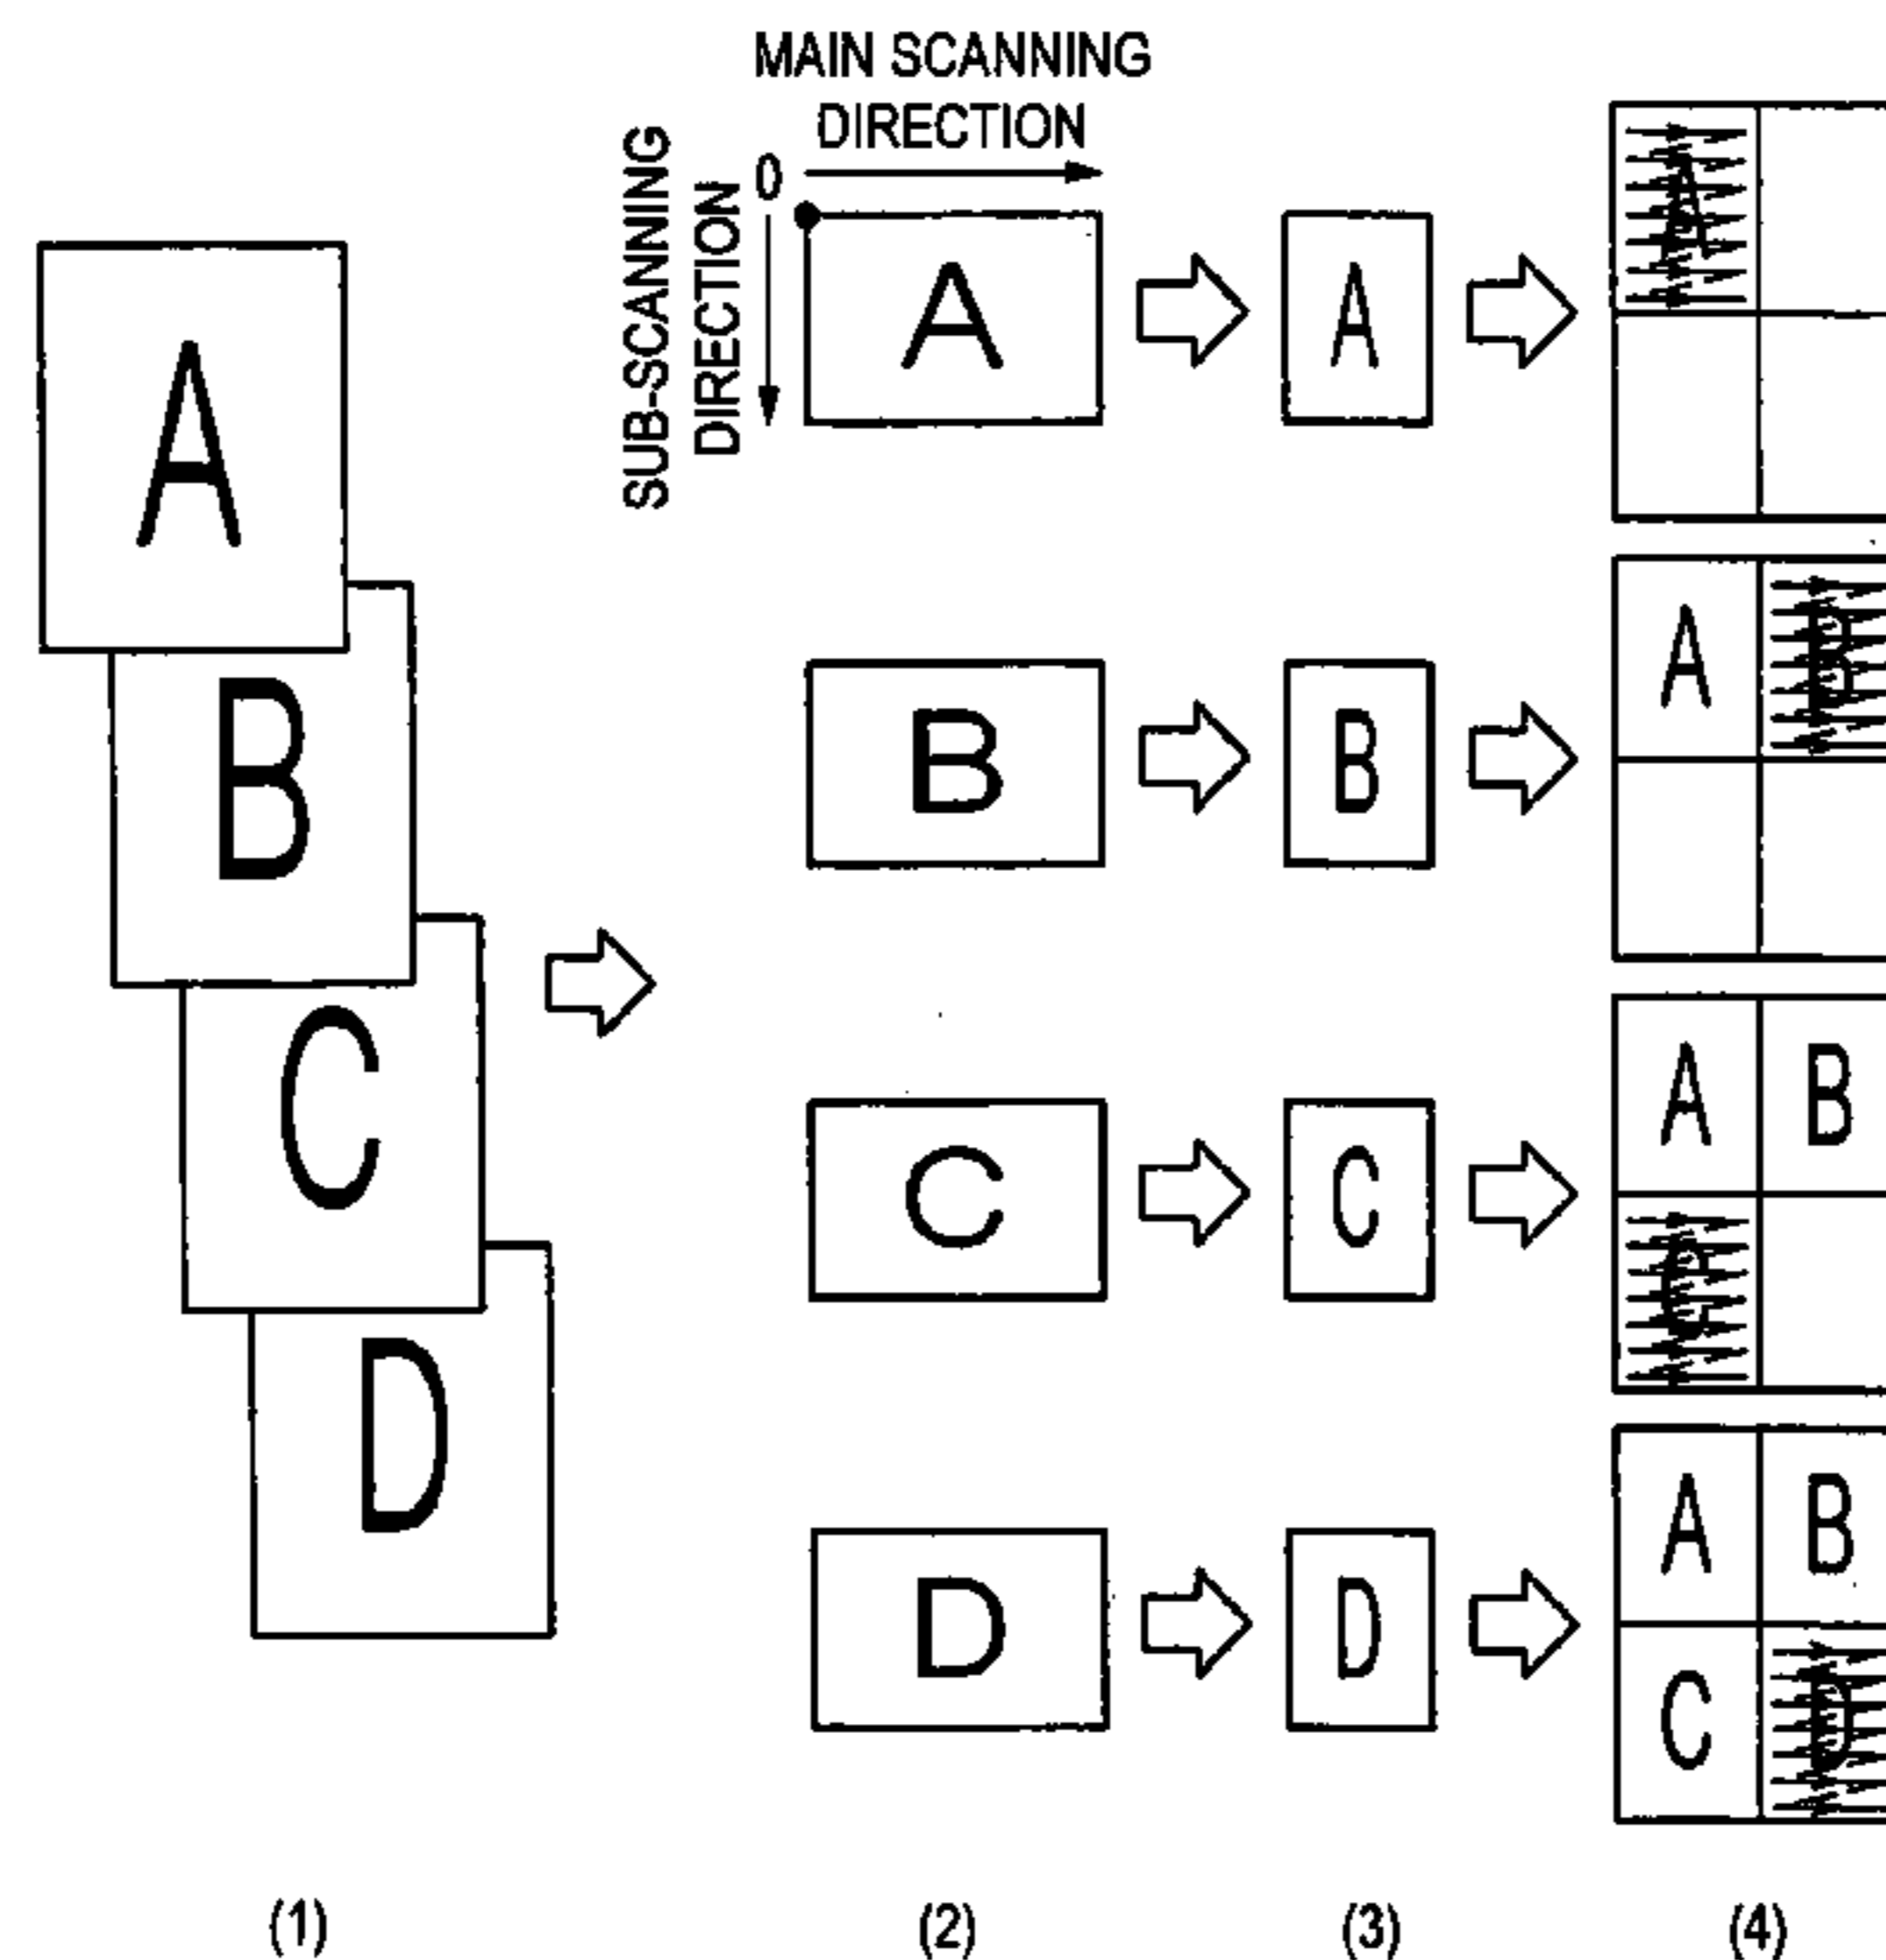 MAIN SCANNING
DIRECTION
SUB-SCANNING
DIRECTION
0
A
B
C
D
A
A
A
B
B
A
B
C
C
A
B
C
D
D
A
B
C
D
(1)
(2)
(3)
(4)